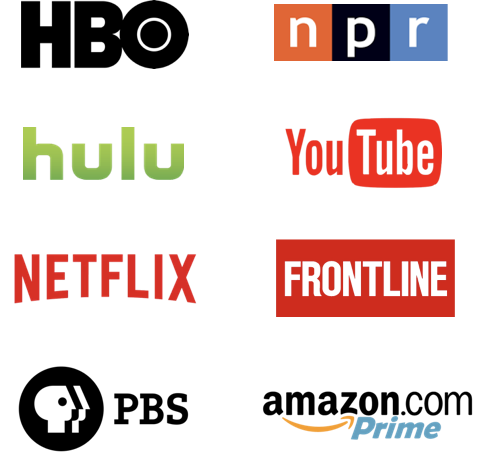 HBO
npr
hulu
YouTube
NETFLIX
FRONTLINE
PBS
amazon.com
Prime